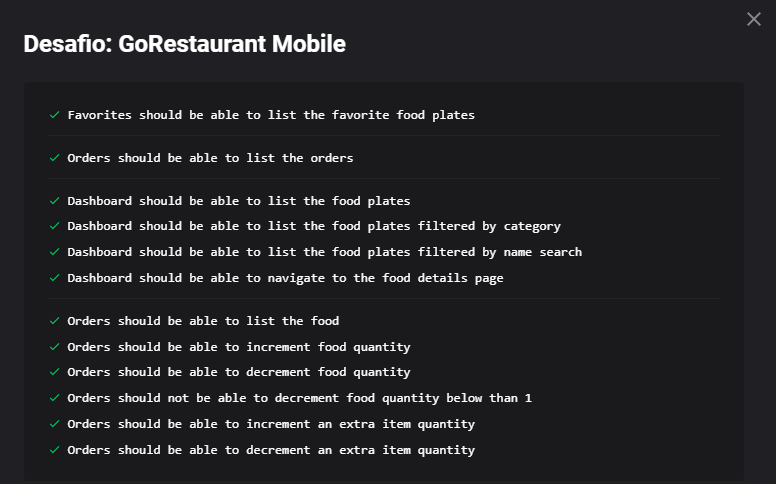 Desafio: GoRestaurant Mobile
Favorites should be able to list the favorite food plates
Orders should be able to list the orders
Dashboard should be able to list the food plates
Dashboard should be able to list the food plates filtered by category
Dashboard should be able to list the food plates filtered by name search
Dashboard should be able to navigate to the food details page
Orders should be able to list the food
Orders should be able to increment food quantity
Orders should be able to decrement food quantity
Orders should not be able to decrement food quantity below than 1
Orders should be able to increment an extra item quantity
Orders should be able to decrement an extra item quantity